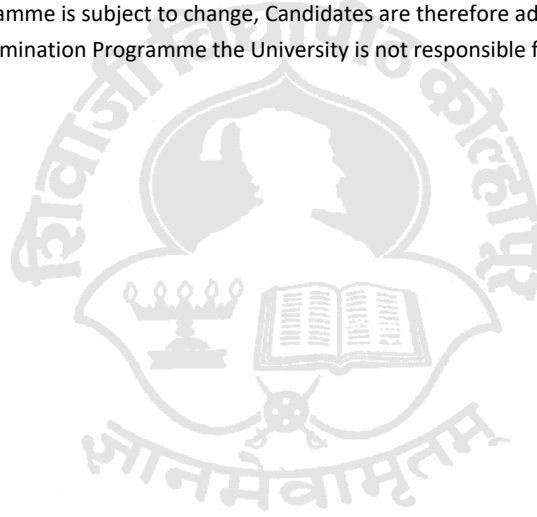 amme is subject to change, Candidates are therefore ad
mination Programme the University is not responsible f
शिवाजी विद्यापीठ कोल्हापूर
ज्ञानमेवामृतम्